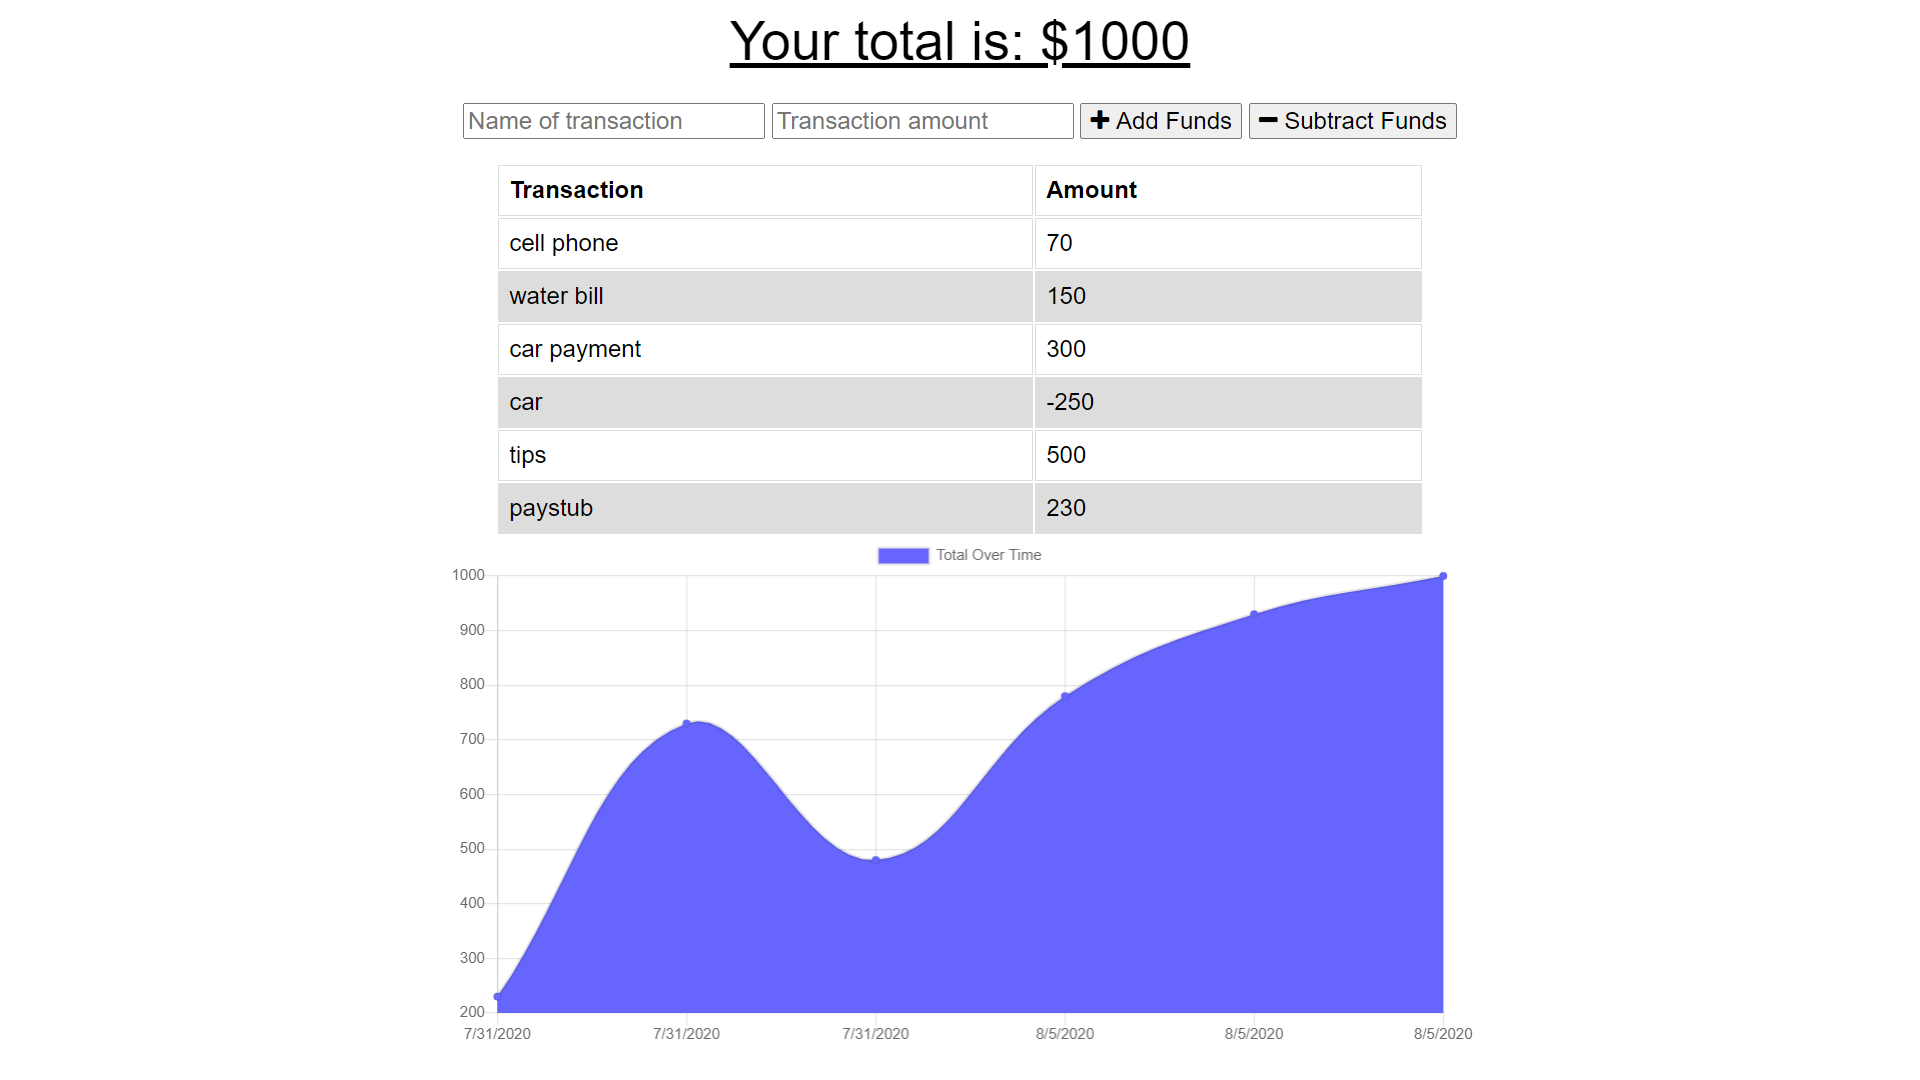 Your total is: $1000
Name of transaction Transaction amount Add Funds Subtract Funds
Transaction Amount
cell phone 70
water bill 150
car payment 300
car -250
tips 500
paystub 230
Total Over Time
1000
900
800
700
600
500
400
300
200
7/31/2020 7/31/2020 7/31/2020 8/5/2020 8/5/2020 8/5/2020